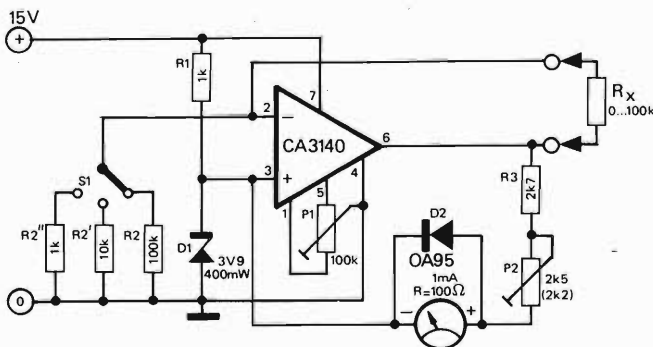 15V
+
R1
1k
2
−
7
CA3140
6
3
+
5
4
1
P1
100k
Rx
0...100k
R3
2k7
S1
R2"
1k
R2'
10k
R2
100k
D1
3V9
400mW
D2
OA95
1mA
R=100Ω
−
+
P2
2k5
(2k2)
0